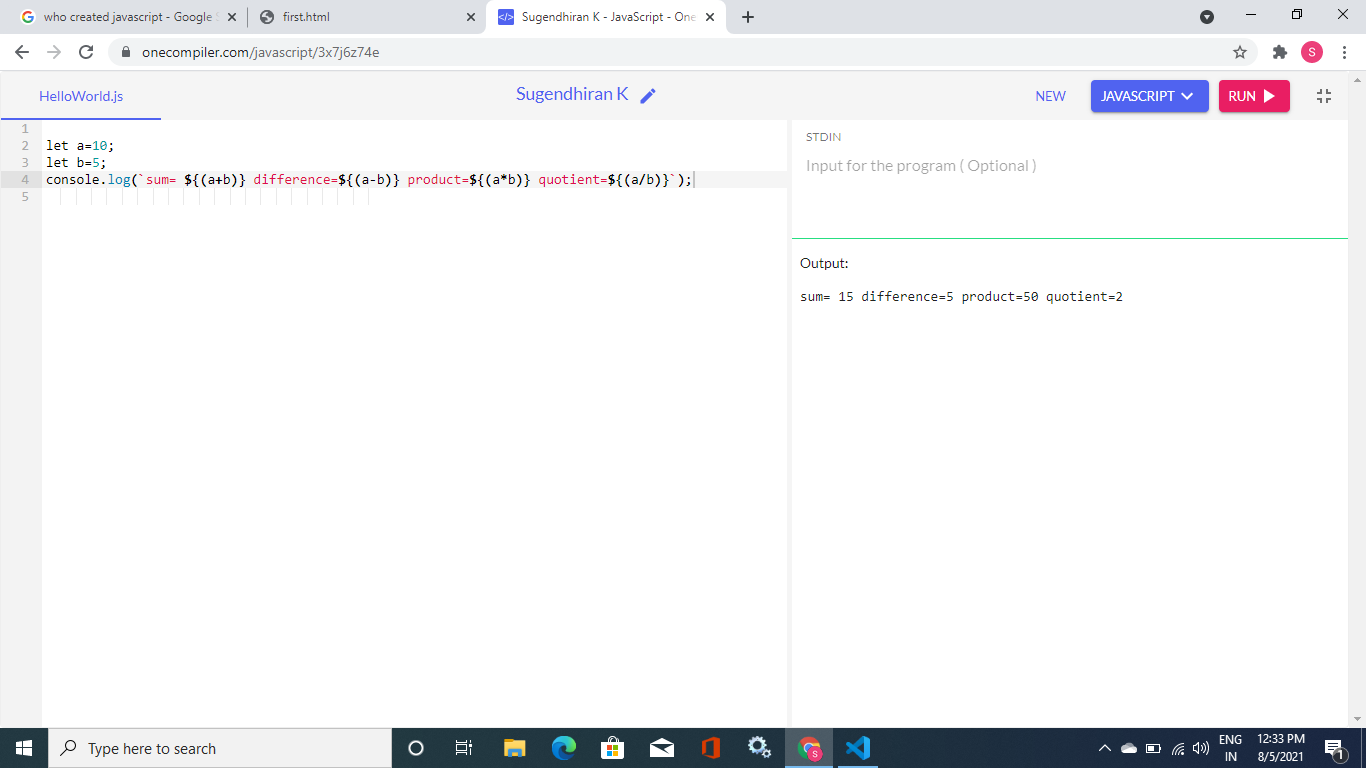 who created javascript - Google S
first.html
Sugendhiran K - JavaScript - One
onecompiler.com/javascript/3x7j6z74e
S
HelloWorld.js
Sugendhiran K
NEW
JAVASCRIPT
RUN
1
2 let a=10;
3 let b=5;
4 console.log(`sum= ${(a+b)} difference=${(a-b)} product=${(a*b)} quotient=${(a/b)}`);
5
STDIN
Input for the program ( Optional )
Output:
sum= 15 difference=5 product=50 quotient=2
Type here to search
S
ENG
IN
12:33 PM
8/5/2021
1